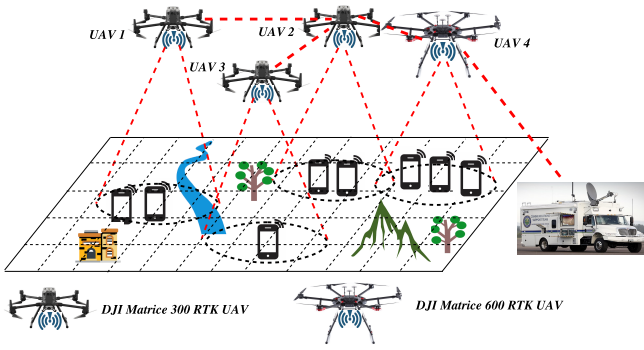 UAV 1
UAV 2
UAV 3
UAV 4
DJI Matrice 300 RTK UAV
DJI Matrice 600 RTK UAV